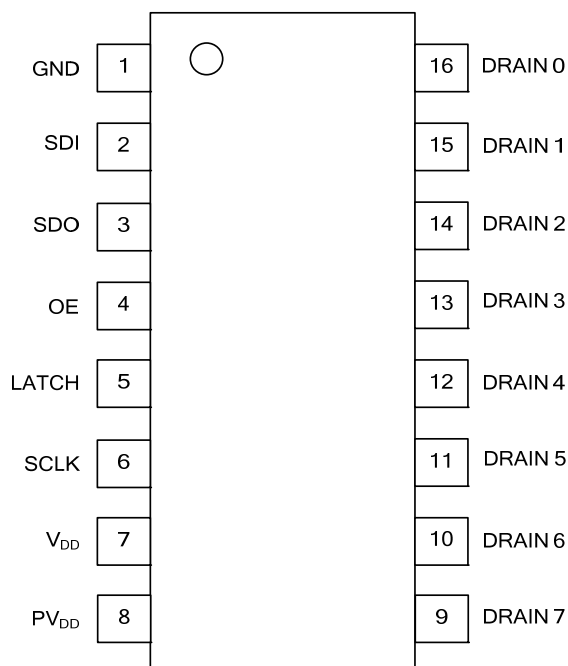 GND 1 16 DRAIN 0
SDI 2 15 DRAIN 1
SDO 3 14 DRAIN 2
OE 4 13 DRAIN 3
LATCH 5 12 DRAIN 4
SCLK 6 11 DRAIN 5
VDD 7 10 DRAIN 6
PVDD 8 9 DRAIN 7